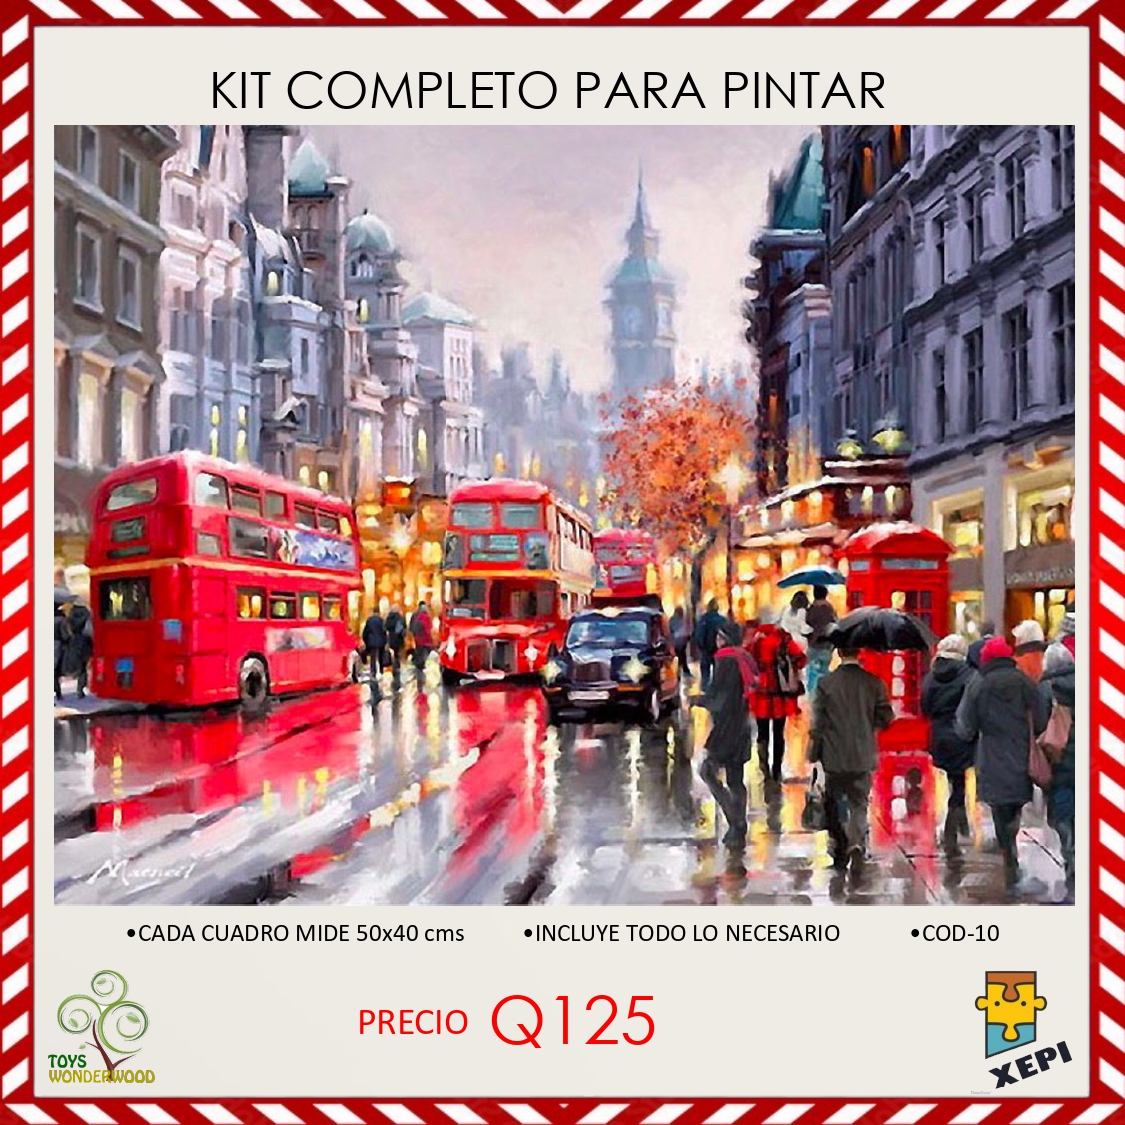 KIT COMPLETO PARA PINTAR
Macneil
•CADA CUADRO MIDE 50x40 cms •INCLUYE TODO LO NECESARIO •COD-10
PRECIO Q125
TOYS
WONDERWOOD
XEPI